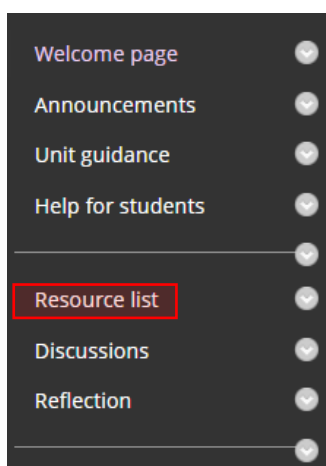 Welcome page
Announcements
Unit guidance
Help for students
Resource list
Discussions
Reflection